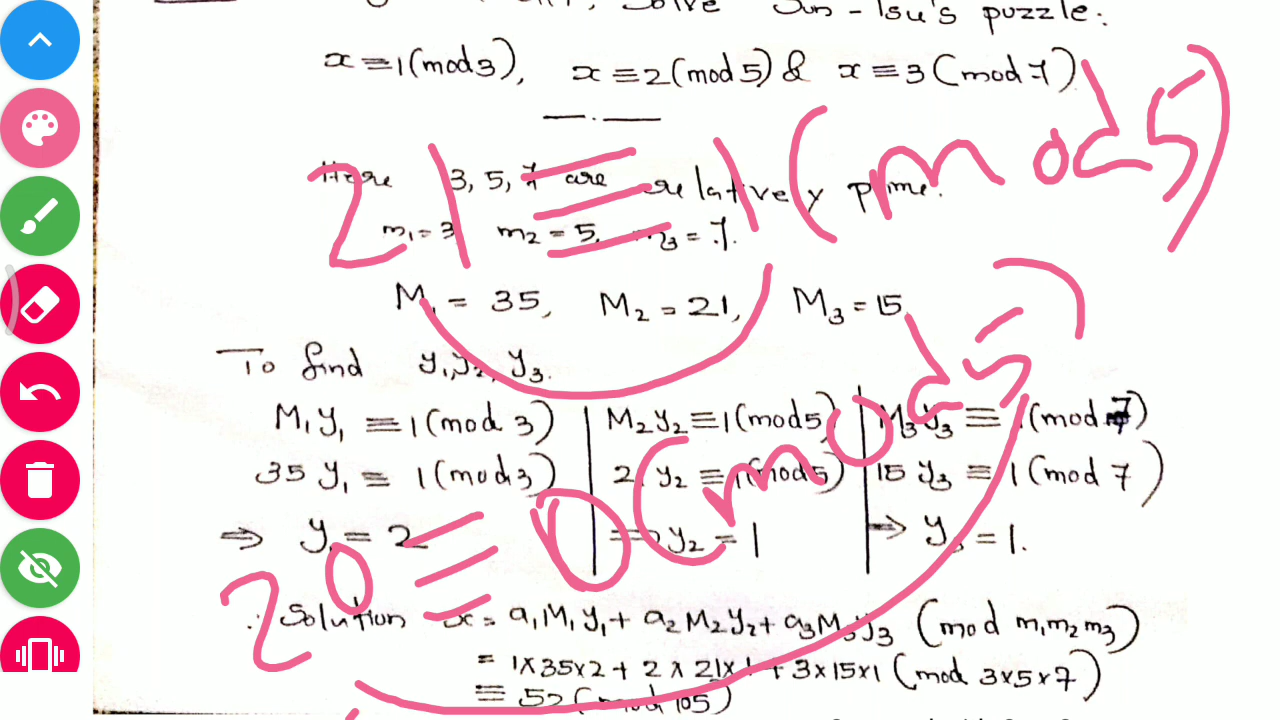 Solve Sun-Tsu's puzzle:
x ≡ 1 (mod 3), x ≡ 2 (mod 5) & x ≡ 3 (mod 7)
Here 3, 5, 7 are relatively prime.
m₁ = 3 m₂ = 5, m₃ = 7.
21 ≡ 1 (mod 5)
M₁ = 35, M₂ = 21, M₃ = 15
To find y₁, y₂, y₃.
M₁y₁ ≡ 1 (mod 3) | M₂y₂ ≡ 1 (mod 5) | M₃y₃ ≡ 1 (mod 7)
35 y₁ ≡ 1 (mod 3) | 21 y₂ ≡ 1 (mod 5) | 15 y₃ ≡ 1 (mod 7)
⇒ y₁ = 2 | ⇒ y₂ = 1 | ⇒ y₃ = 1.
20 ≡ 0 (mod 5)
∴ Solution x = a₁M₁y₁ + a₂M₂y₂ + a₃M₃y₃ (mod m₁m₂m₃)
= 1×35×2 + 2×21×1 + 3×15×1 (mod 3×5×7)
≡ 52 (mod 105)